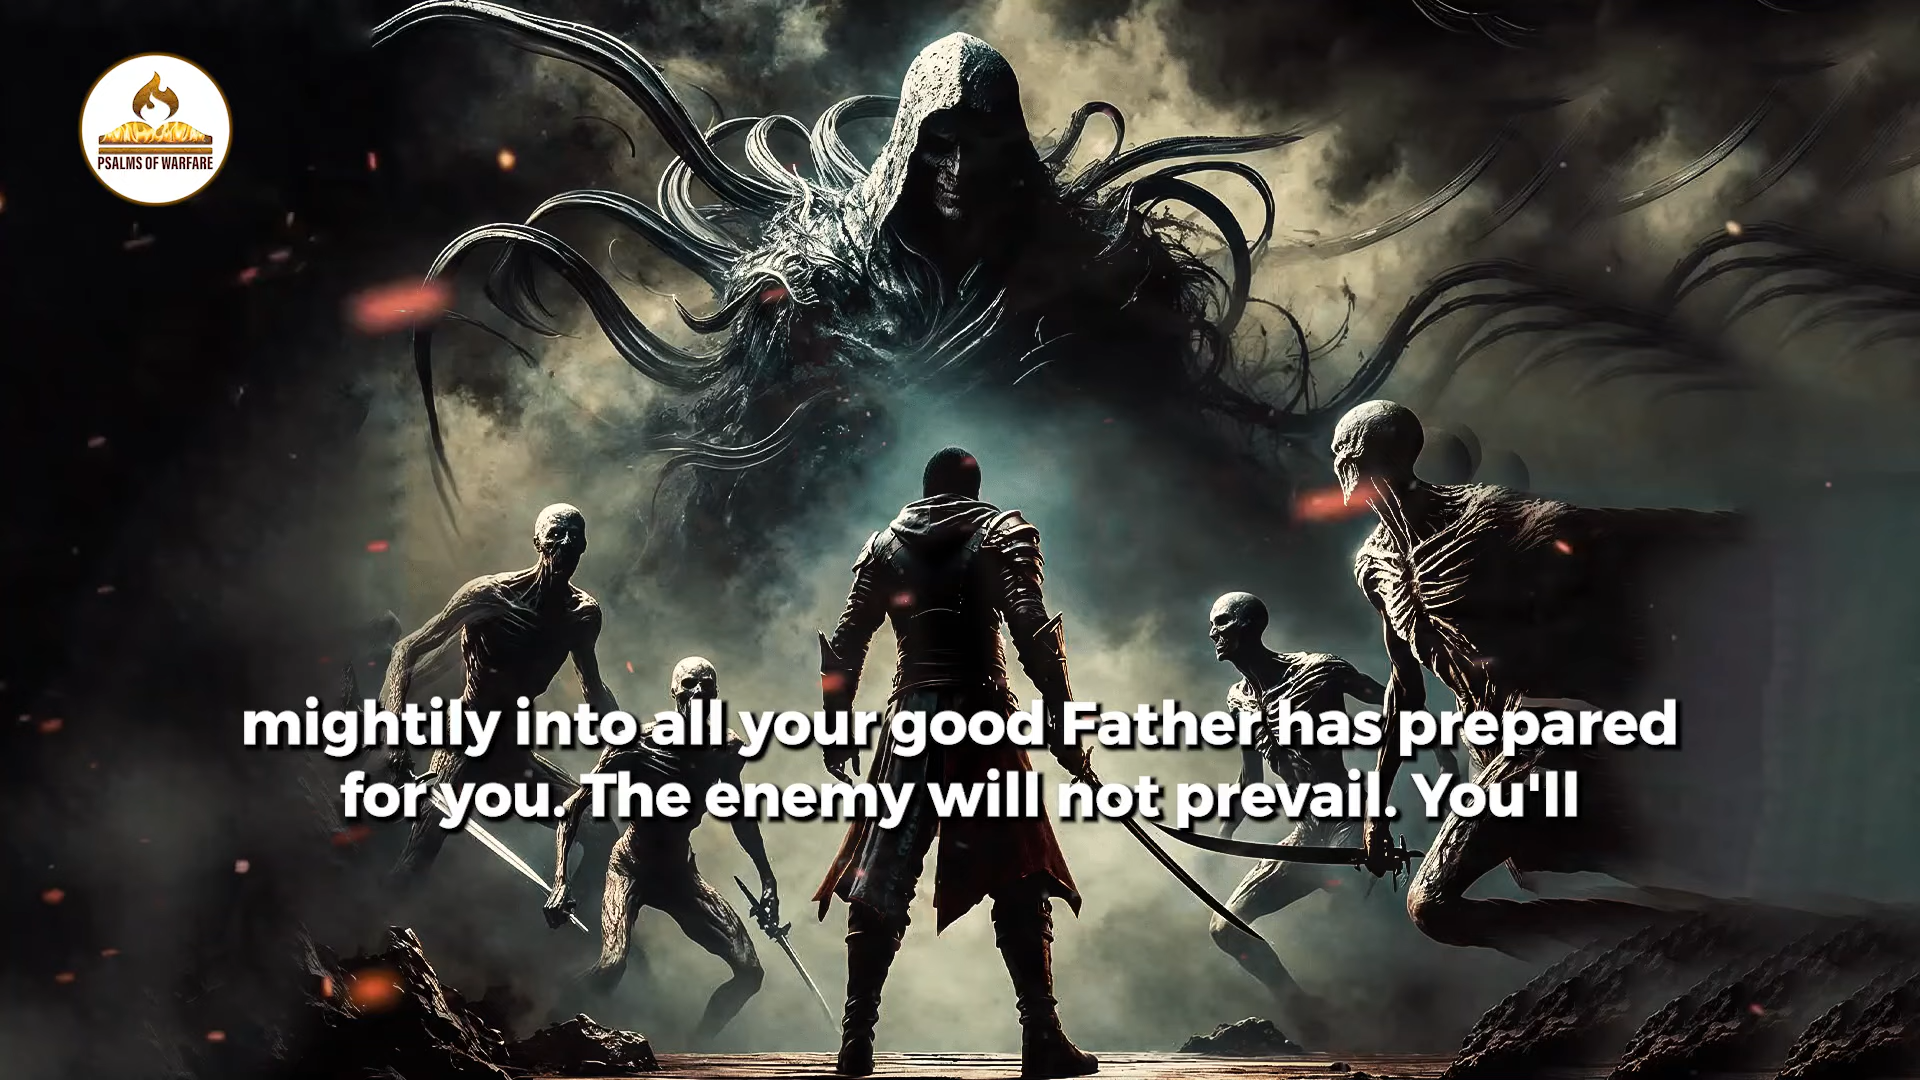 PSALMS OF WARFARE
mightily into all your good Father has prepared
for you. The enemy will not prevail. You'll